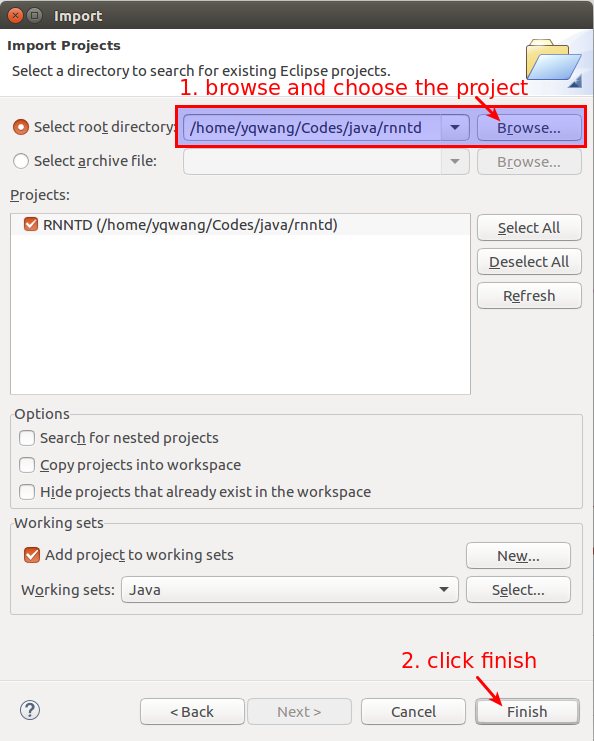 Import
Import Projects
Select a directory to search for existing Eclipse projects.
1. browse and choose the project
Select root directory: /home/yqwang/Codes/java/rnntd Browse...
Select archive file: Browse...
Projects:
RNNTD (/home/yqwang/Codes/java/rnntd)
Select All
Deselect All
Refresh
Options
Search for nested projects
Copy projects into workspace
Hide projects that already exist in the workspace
Working sets
Add project to working sets New...
Working sets: Java Select...
2. click finish
? < Back Next > Cancel Finish